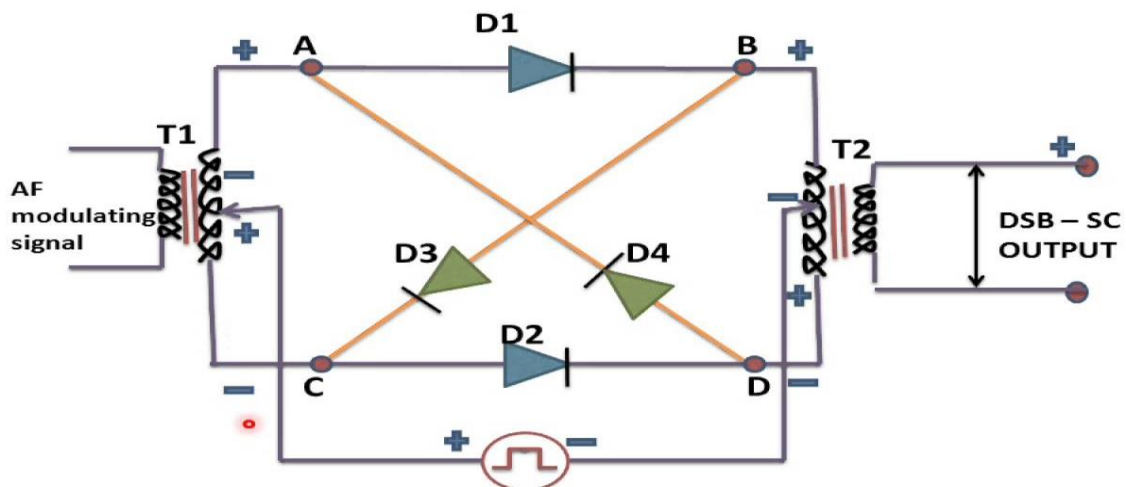 D1
+ A B +
T1 T2
− +
AF
modulating
signal
+
−
DSB – SC
OUTPUT
D3 D4
+
D2
C D
− −
+ −